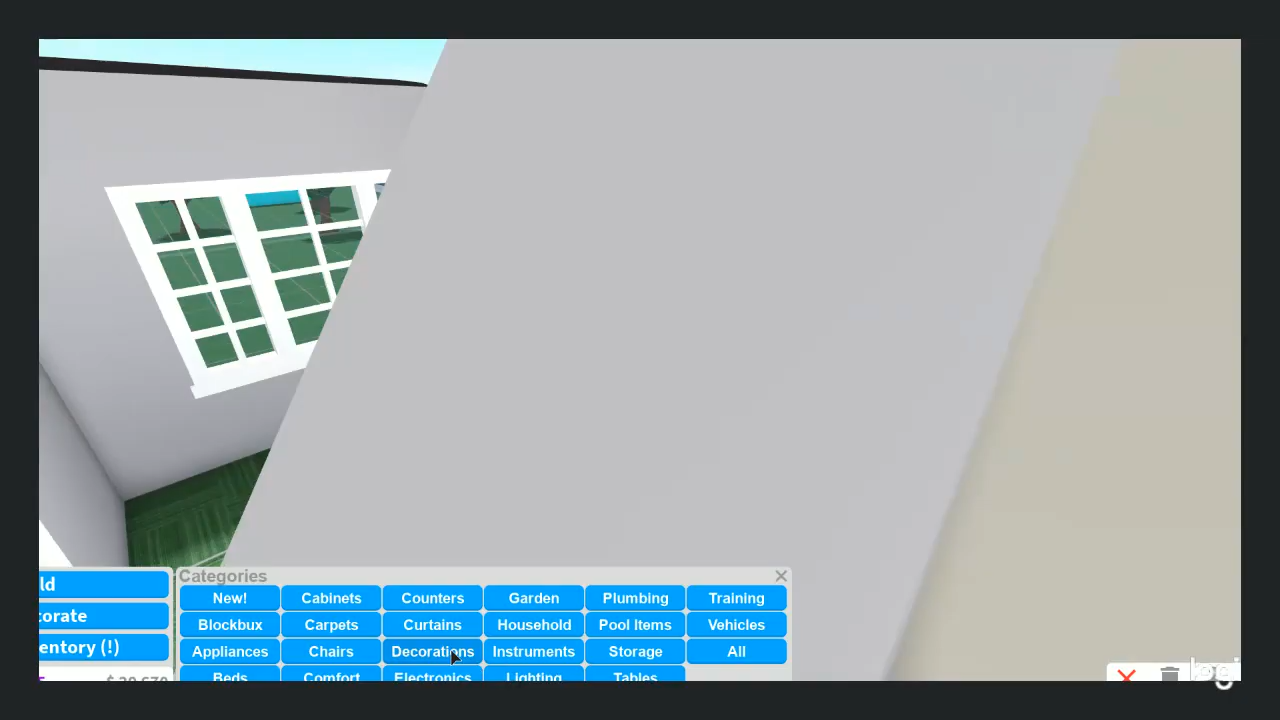 ld
orate
entory (!)
Categories
New! Cabinets Counters Garden Plumbing Training
Blockbux Carpets Curtains Household Pool Items Vehicles
Appliances Chairs Decorations Instruments Storage All
Beds Comfort Electronics Lighting Tables